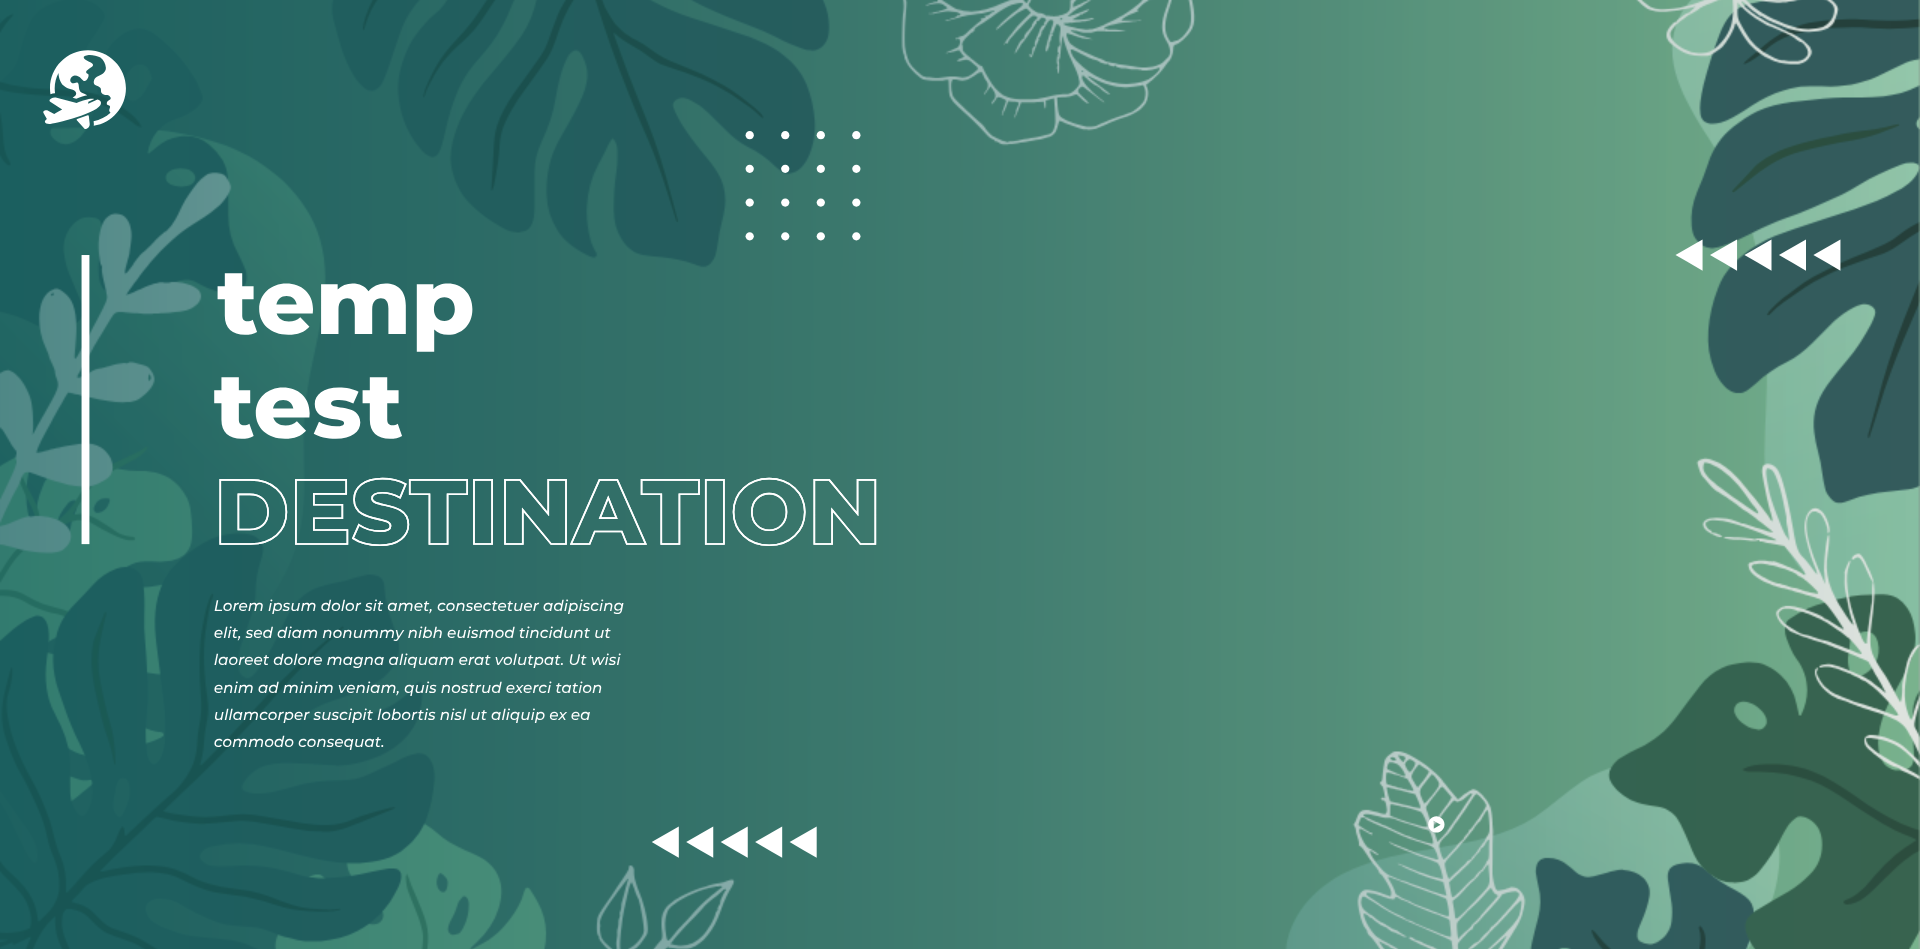 temp
test
DESTINATION
Lorem ipsum dolor sit amet, consectetuer adipiscing
elit, sed diam nonummy nibh euismod tincidunt ut
laoreet dolore magna aliquam erat volutpat. Ut wisi
enim ad minim veniam, quis nostrud exerci tation
ullamcorper suscipit lobortis nisl ut aliquip ex ea
commodo consequat.